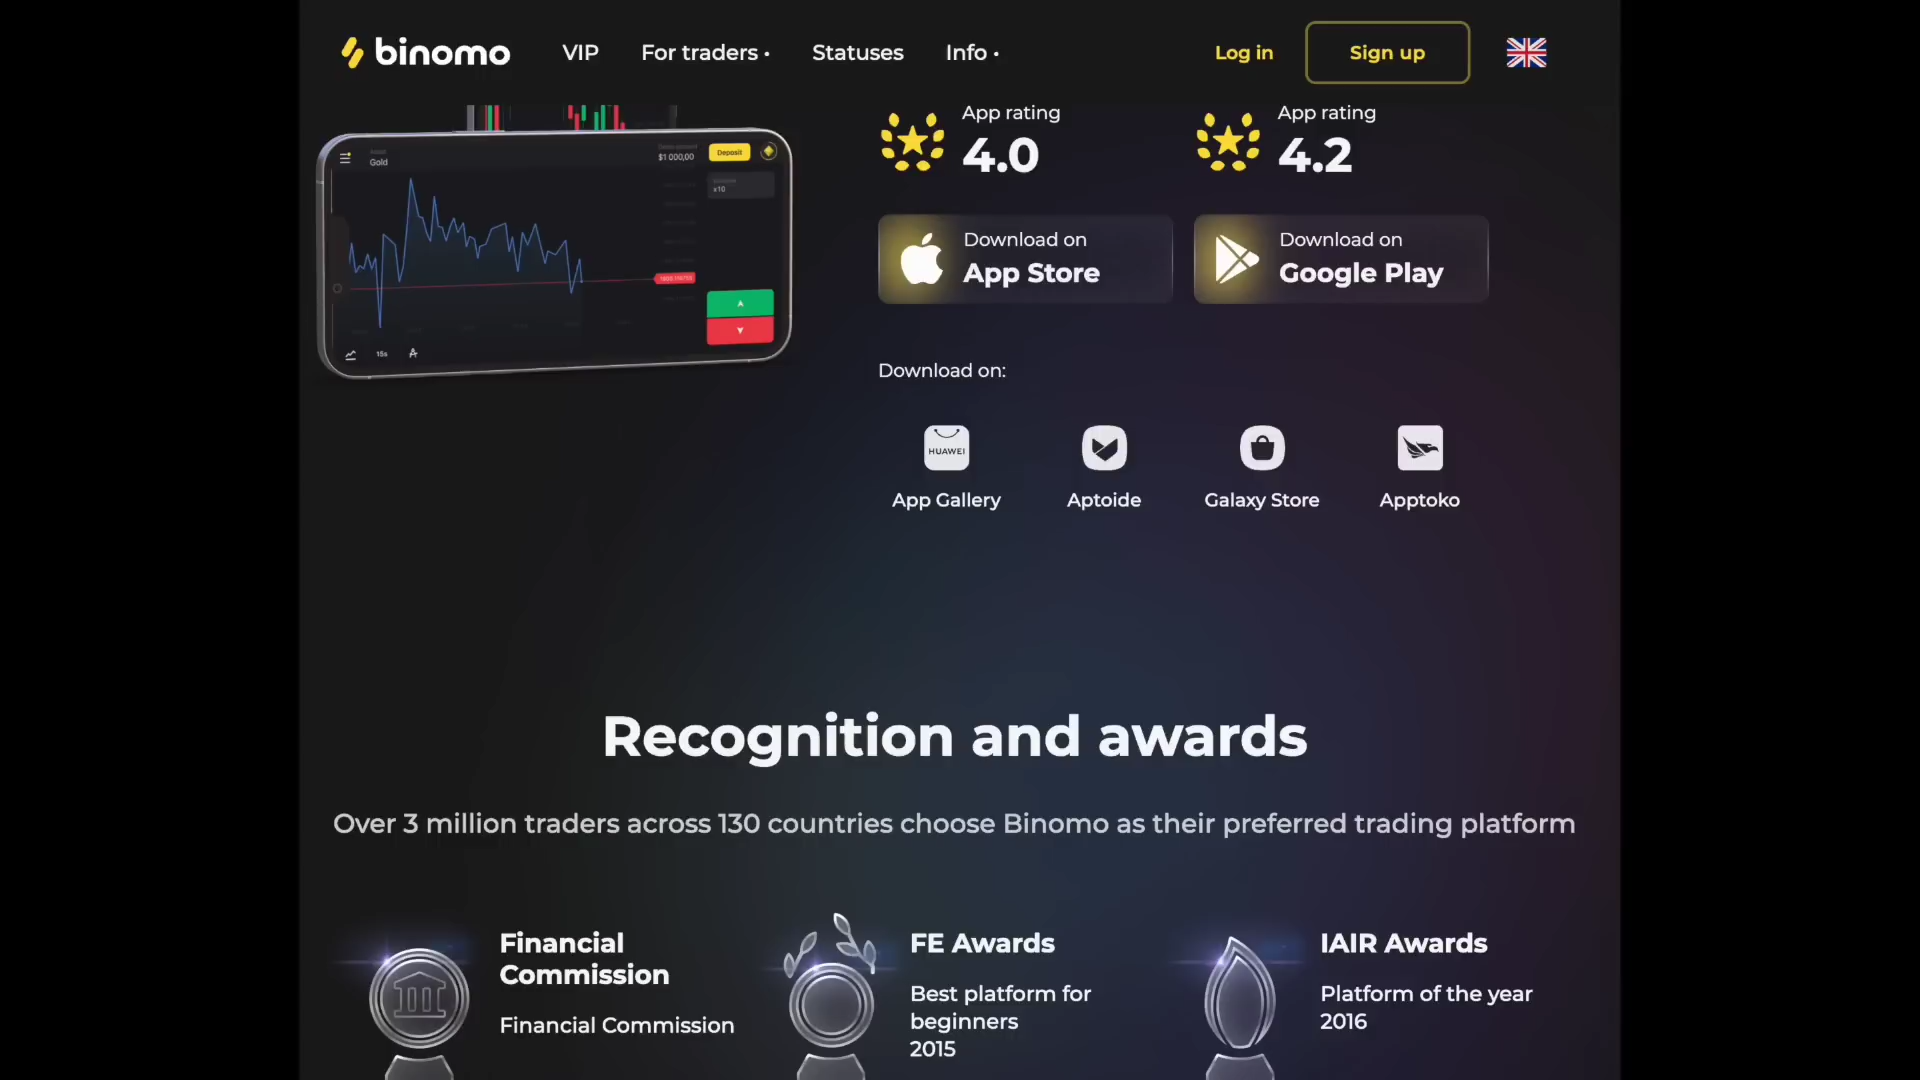 binomo
VIP
For traders •
Statuses
Info •
Log in
Sign up
App rating
4.0
App rating
4.2
Gold
$1 000,00
Deposit
x10
15s
Download on
App Store
Download on
Google Play
Download on:
HUAWEI
App Gallery
Aptoide
Galaxy Store
Apptoko
Recognition and awards
Over 3 million traders across 130 countries choose Binomo as their preferred trading platform
Financial
Commission
Financial Commission
FE Awards
Best platform for
beginners
2015
IAIR Awards
Platform of the year
2016